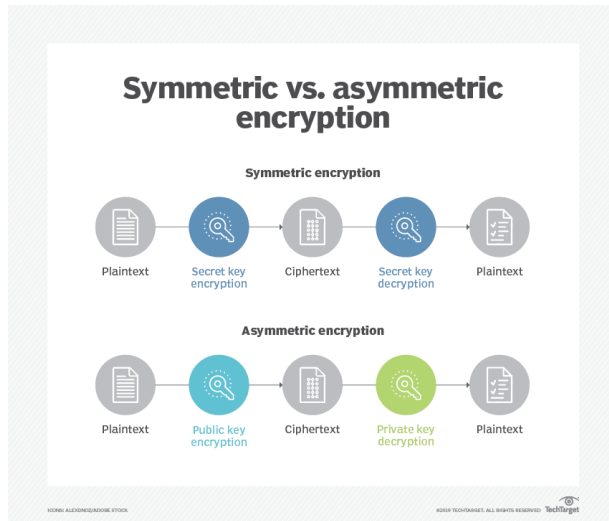 Symmetric vs. asymmetric
encryption
Symmetric encryption
Plaintext
Secret key
encryption
Ciphertext
Secret key
decryption
Plaintext
Asymmetric encryption
Plaintext
Public key
encryption
Ciphertext
Private key
decryption
Plaintext
ICONS: ALEXDNDZ/ADOBE STOCK
©2019 TECHTARGET. ALL RIGHTS RESERVED TechTarget